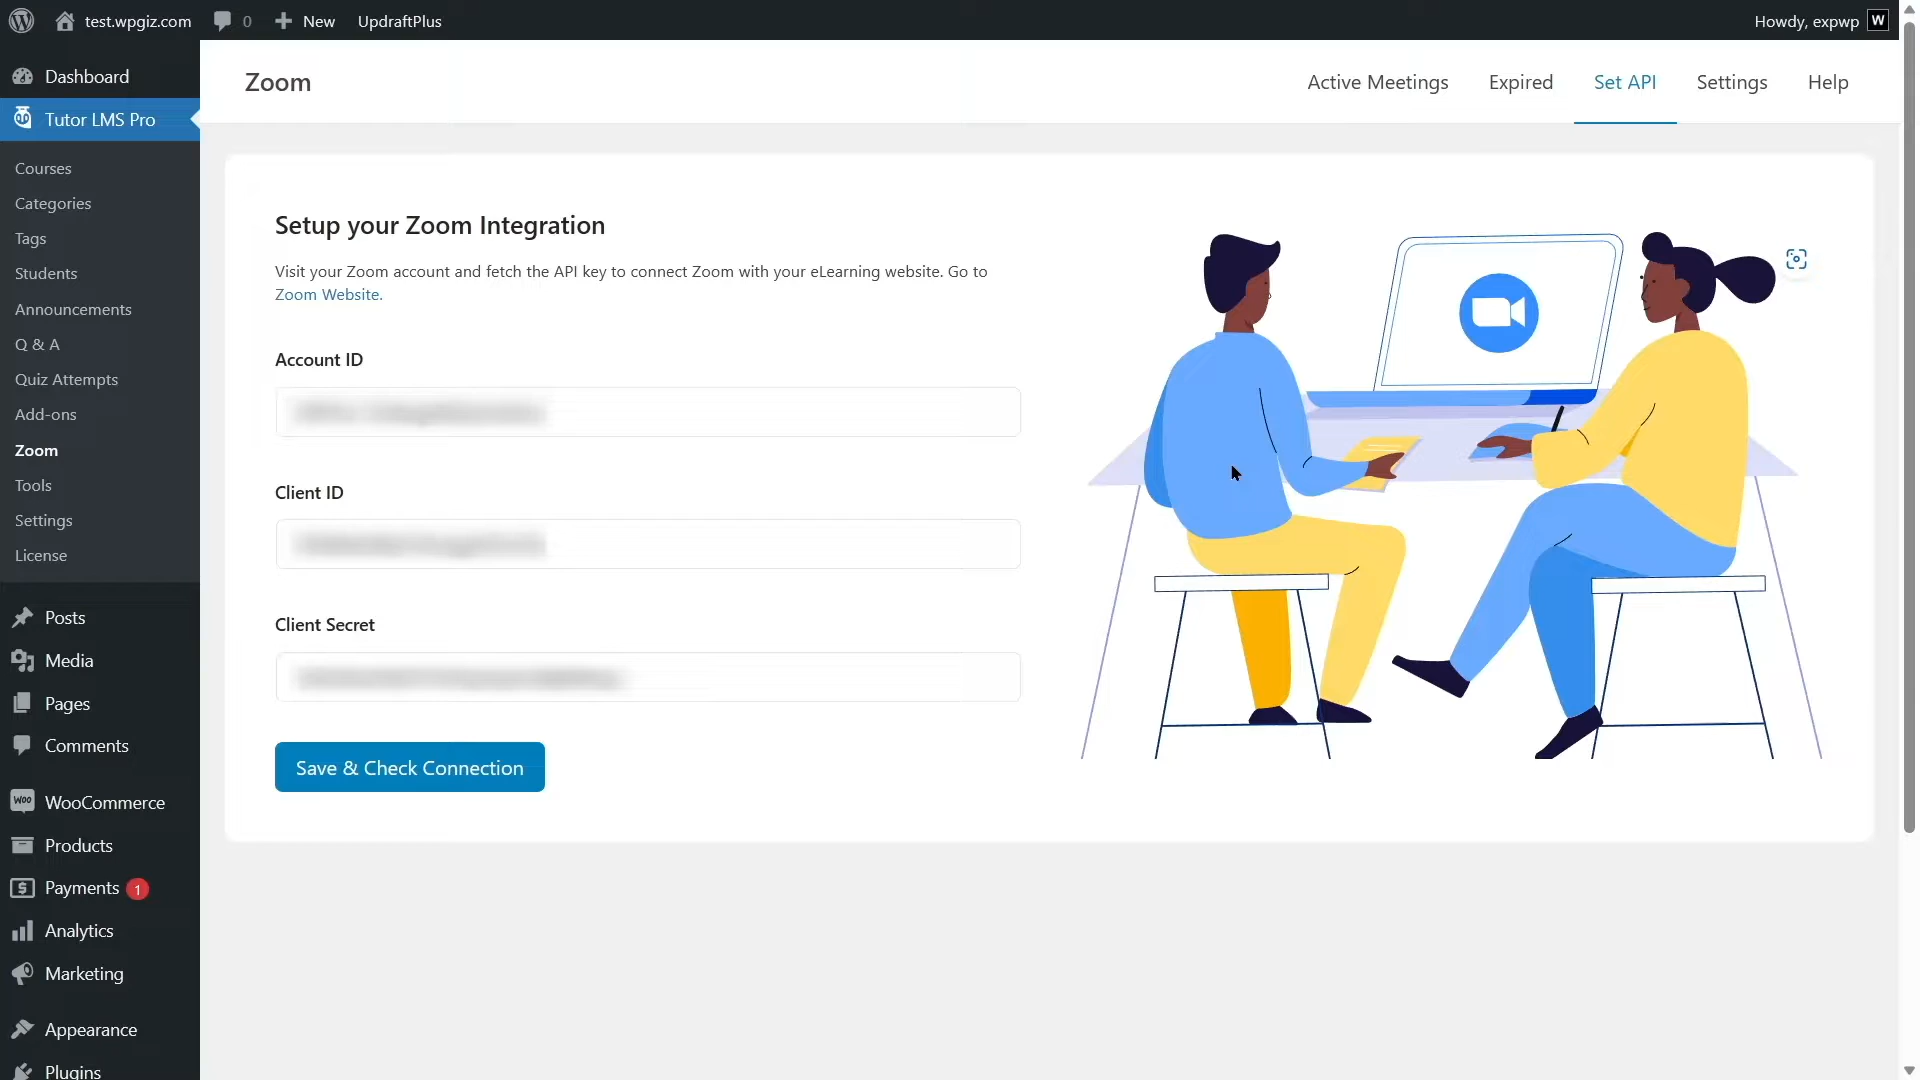 test.wpgiz.com
0
New
UpdraftPlus
Howdy, expwp
W
Dashboard
Tutor LMS Pro
Courses
Categories
Tags
Students
Announcements
Q & A
Quiz Attempts
Add-ons
Zoom
Tools
Settings
License
Posts
Media
Pages
Comments
Woo
WooCommerce
Products
Payments 1
Analytics
Marketing
Appearance
Plugins
Zoom
Active Meetings
Expired
Set API
Settings
Help
Setup your Zoom Integration
Visit your Zoom account and fetch the API key to connect Zoom with your eLearning website. Go to
Zoom Website.
Account ID
Client ID
Client Secret
Save & Check Connection